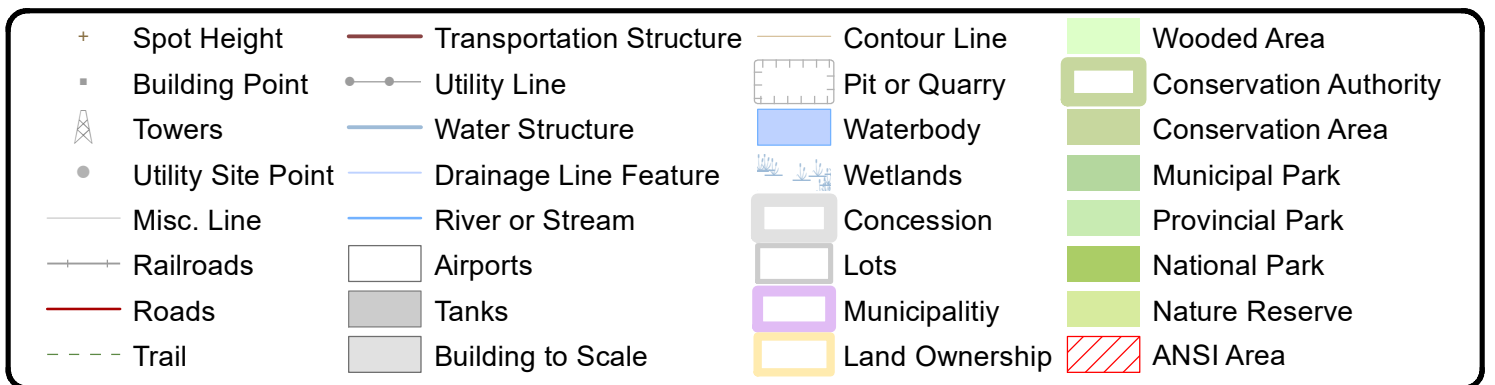 Spot Height
Building Point
Towers
Utility Site Point
Misc. Line
Railroads
Roads
Trail
Transportation Structure
Utility Line
Water Structure
Drainage Line Feature
River or Stream
Airports
Tanks
Building to Scale
Contour Line
Pit or Quarry
Waterbody
Wetlands
Concession
Lots
Municipalitiy
Land Ownership
Wooded Area
Conservation Authority
Conservation Area
Municipal Park
Provincial Park
National Park
Nature Reserve
ANSI Area